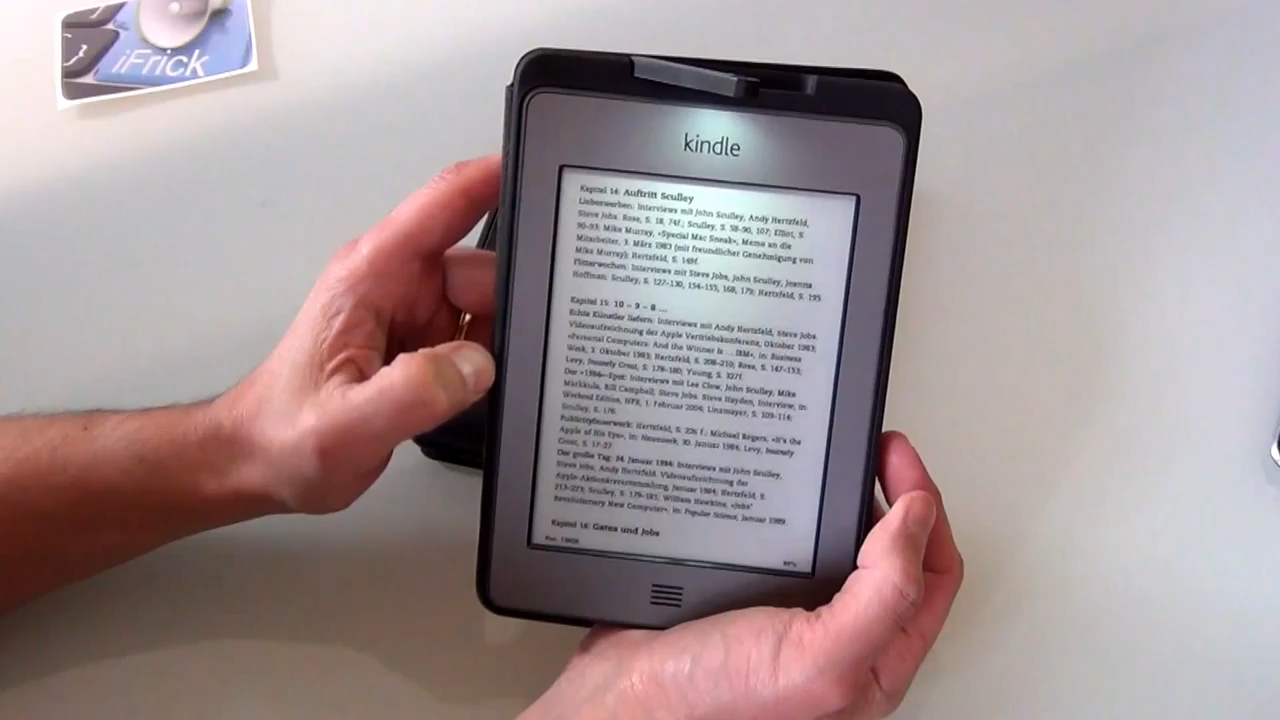 iFrick
kindle
Kapitel 14: Auftritt Sculley
Liebeswerben: Interviews mit John Sculley, Andy Hertzfeld,
Steve Jobs. Rose, S. 18, 74f.; Sculley, S. 58-90, 107; Elliot, S.
90-93; Mike Murray, »Special Mac Sneak«, Memo an die
Mitarbeiter, 3. März 1983 (mit freundlicher Genehmigung von
Mike Murray); Hertzfeld, S. 149f.
Flitterwochen: Interviews mit Steve Jobs, John Sculley, Joanna
Hoffman. Sculley, S. 127-130, 154-155, 168, 179; Hertzfeld, S. 195
Kapitel 15: 10 – 9 – 8 ...
Echte Künstler liefern: Interviews mit Andy Hertzfeld, Steve Jobs.
Videoaufzeichnung der Apple Vertriebskonferenz, Oktober 1983;
»Personal Computers: And the Winner is ... IBM«, in: Business
Week, 3. Oktober 1983; Hertzfeld, S. 208-210; Rose, S. 147-153;
Levy, Insanely Great, S. 178-180; Young, S. 327f.
Der »1984«-Spot: Interviews mit Lee Clow, John Sculley, Mike
Markkula, Bill Campbell, Steve Jobs. Steve Hayden, Interview, in:
Weekend Edition, NPR, 1. Februar 2004; Linzmayer, S. 109-114;
Sculley, S. 176.
Publicityfeuerwerk: Hertzfeld, S. 226 f.; Michael Rogers, »It's the
Apple of His Eye«, in: Newsweek, 30. Januar 1984; Levy, Insanely
Great, S. 17-27.
Der große Tag: 24. Januar 1984: Interviews mit John Sculley,
Steve Jobs, Andy Hertzfeld. Videoaufzeichnung der
Apple-Aktionärsversammlung, Januar 1984; Hertzfeld, S.
213-223; Sculley, S. 179-181; William Hawkins, »Jobs'
Revolutionary New Computer«, in: Popular Science, Januar 1989.
Kapitel 16: Gates und Jobs